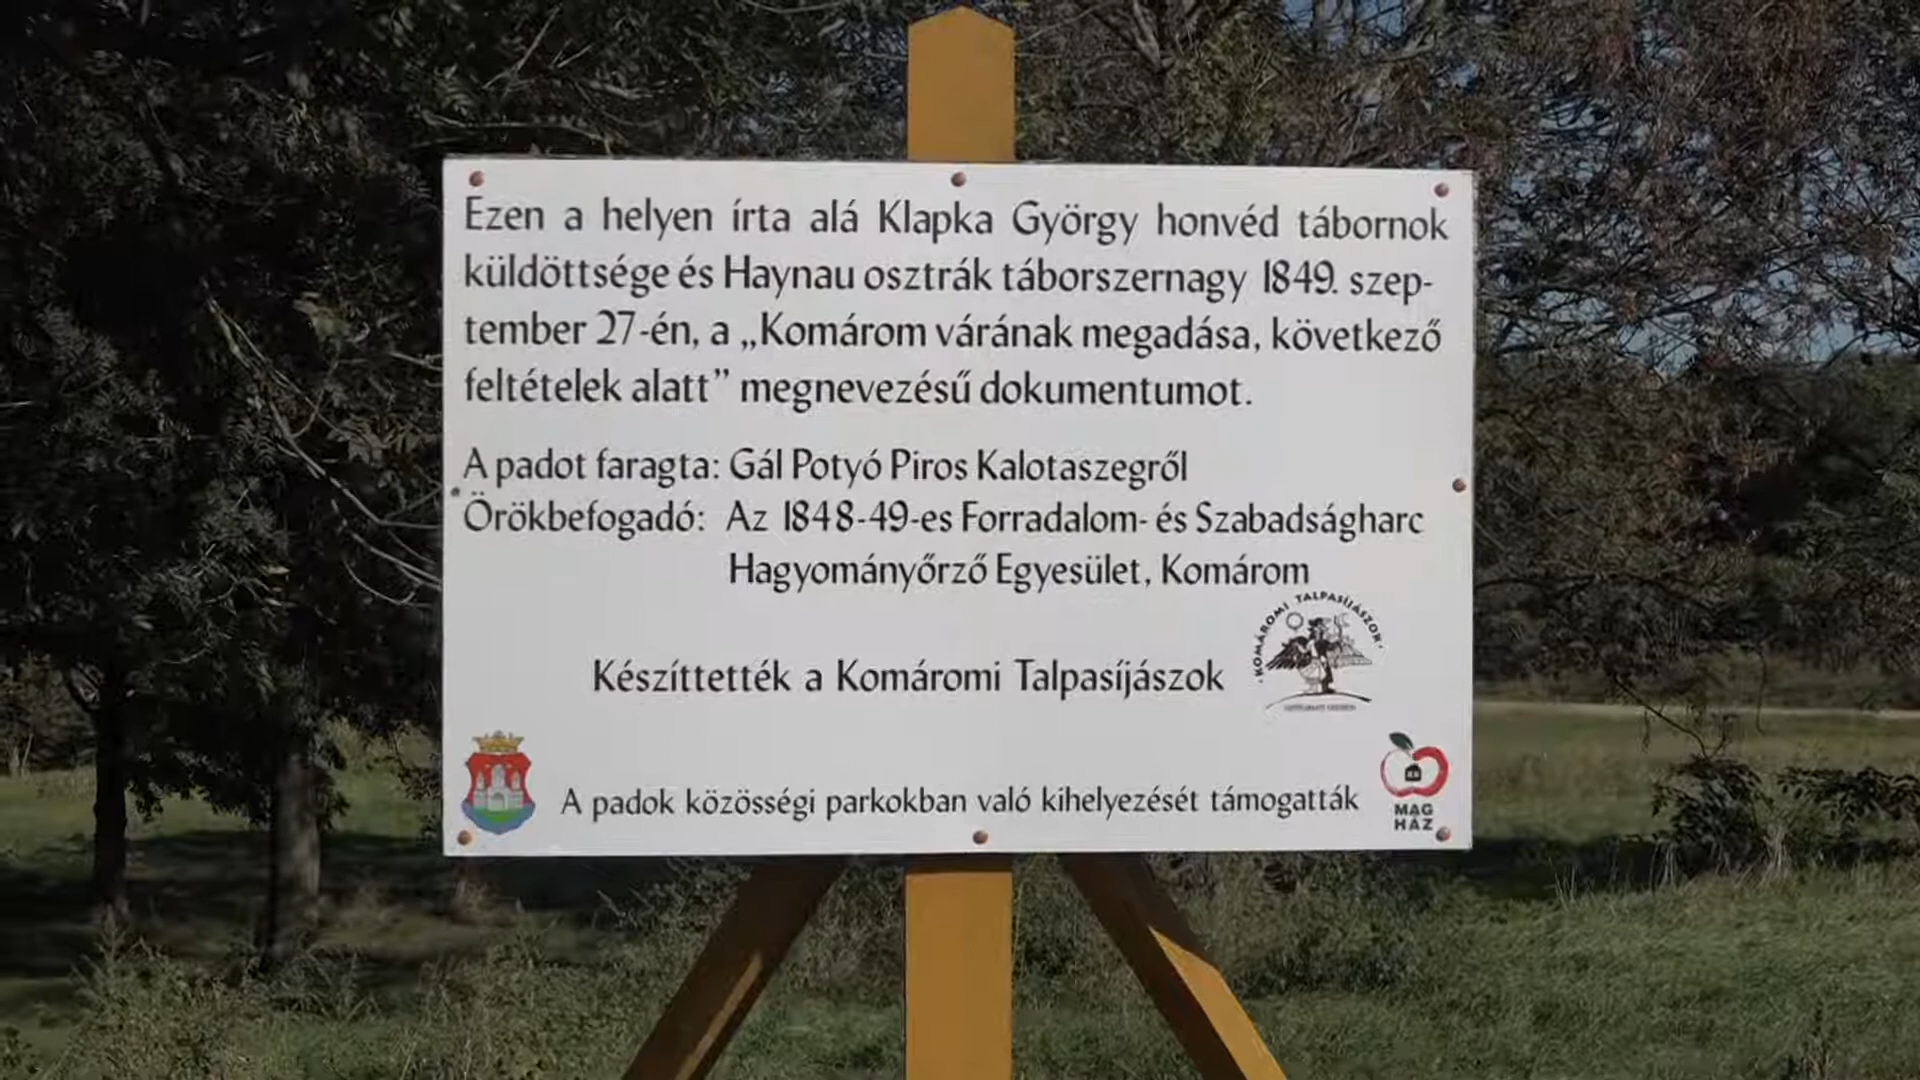 Ezen a helyen írta alá Klapka György honvéd tábornok
küldöttsége és Haynau osztrák táborszernagy 1849. szep-
tember 27-én, a „Komárom várának megadása, következő
feltételek alatt” megnevezésű dokumentumot.
A padot faragta: Gál Potyó Piros Kalotaszegről
Örökbefogadó: Az 1848-49-es Forradalom- és Szabadságharc
Hagyományőrző Egyesület, Komárom
KOMÁROMI TALPASÍJÁSZOK
Készíttették a Komáromi Talpasíjászok
A padok közösségi parkokban való kihelyezését támogatták
MAG
HÁZ